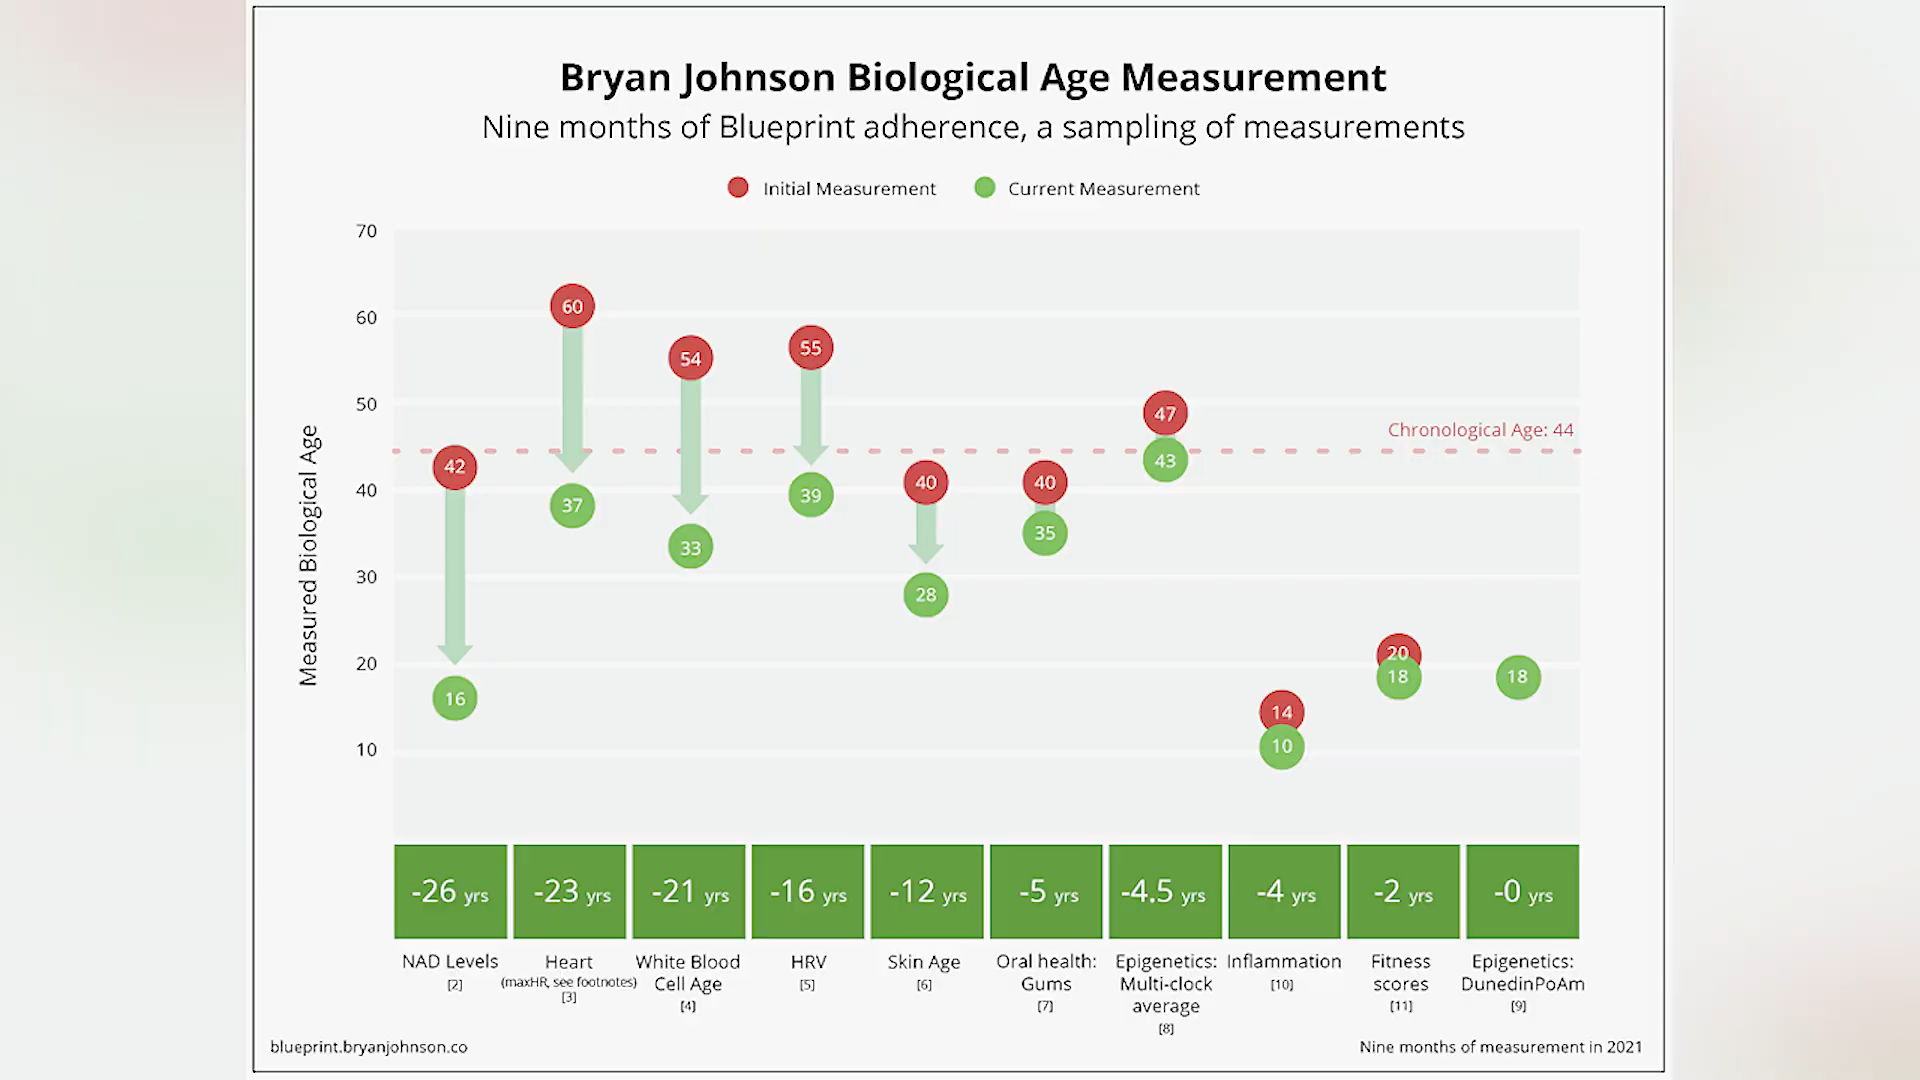 Bryan Johnson Biological Age Measurement
Nine months of Blueprint adherence, a sampling of measurements
Initial Measurement
Current Measurement
Measured Biological Age
70
60
50
40
30
20
10
Chronological Age: 44
42
16
60
37
54
33
55
39
40
28
40
35
47
43
14
10
20
18
18
-26 yrs
-23 yrs
-21 yrs
-16 yrs
-12 yrs
-5 yrs
-4.5 yrs
-4 yrs
-2 yrs
-0 yrs
NAD Levels
[2]
Heart
(maxHR, see footnotes)
[3]
White Blood
Cell Age
[4]
HRV
[5]
Skin Age
[6]
Oral health:
Gums
[7]
Epigenetics:
Multi-clock
average
[8]
Inflammation
[10]
Fitness
scores
[11]
Epigenetics:
DunedinPoAm
[9]
blueprint.bryanjohnson.co
Nine months of measurement in 2021